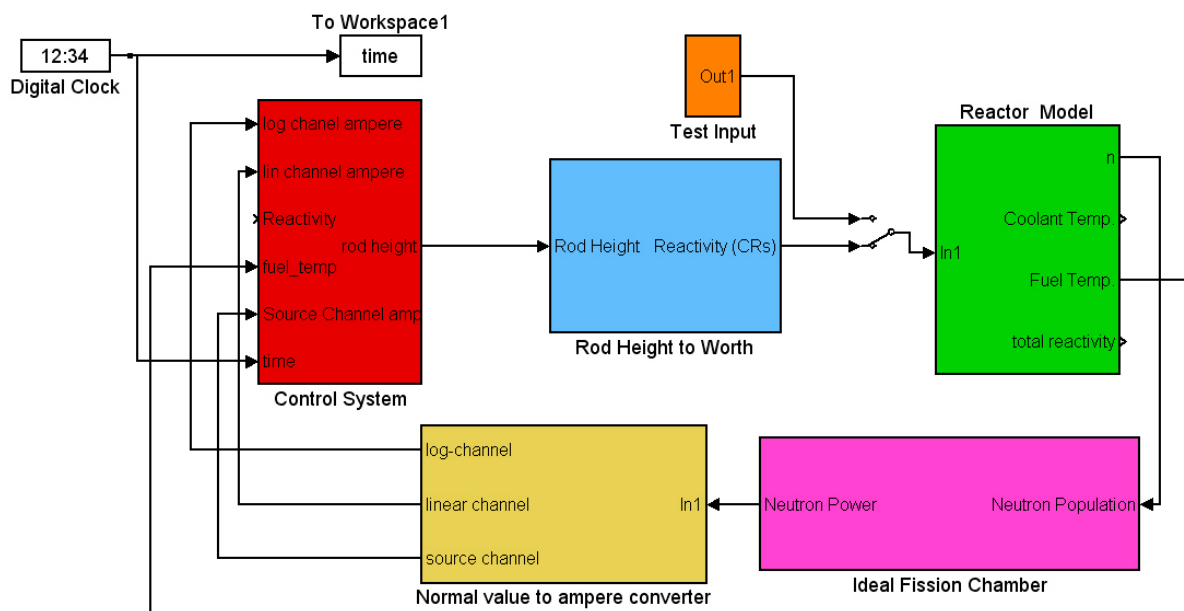 To Workspace1
12:34
time
Digital Clock
Out1
Test Input
Reactor Model
log chanel ampere
lin channel ampere
Reactivity
rod height
fuel_temp
Source Channel amp
time
Control System
Rod Height
Reactivity (CRs)
Rod Height to Worth
n
Coolant Temp.
In1
Fuel Temp.
total reactivity
log-channel
linear channel
In1
source channel
Normal value to ampere converter
Neutron Power
Neutron Population
Ideal Fission Chamber